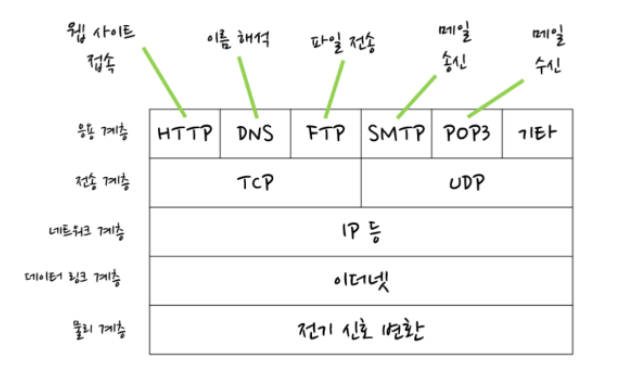 웹 사이트
접속
이름 해석
파일 전송
메일
송신
메일
수신
응용 계층 HTTP DNS FTP SMTP POP3 기타
전송 계층 TCP UDP
네트워크 계층 IP 등
데이터 링크 계층 이더넷
물리 계층 전기 신호 변환